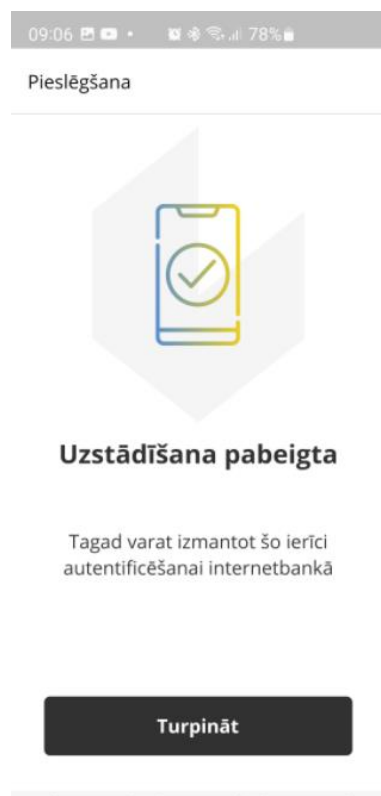 09:06 78%
Pieslēgšana
Uzstādīšana pabeigta
Tagad varat izmantot šo ierīci
autentificēšanai internetbankā
Turpināt